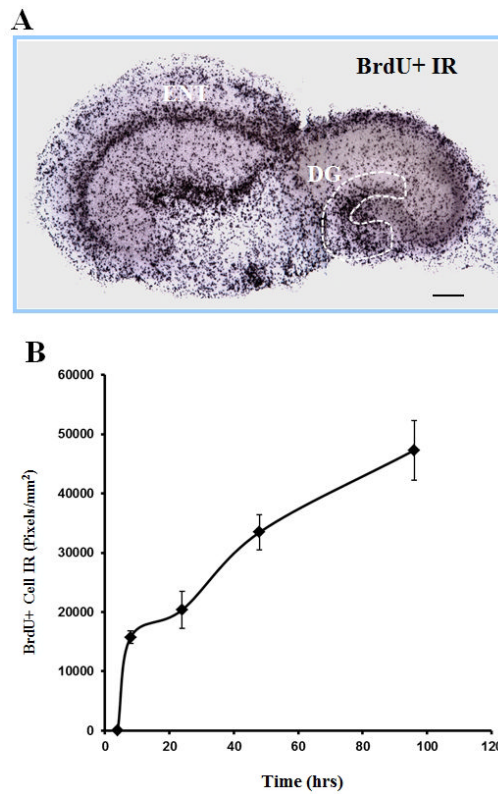 A
BrdU+ IR
ENT
DG
B
60000
50000
40000
30000
20000
10000
0
BrdU+ Cell IR (Pixels/mm²)
0 20 40 60 80 100 120
Time (hrs)